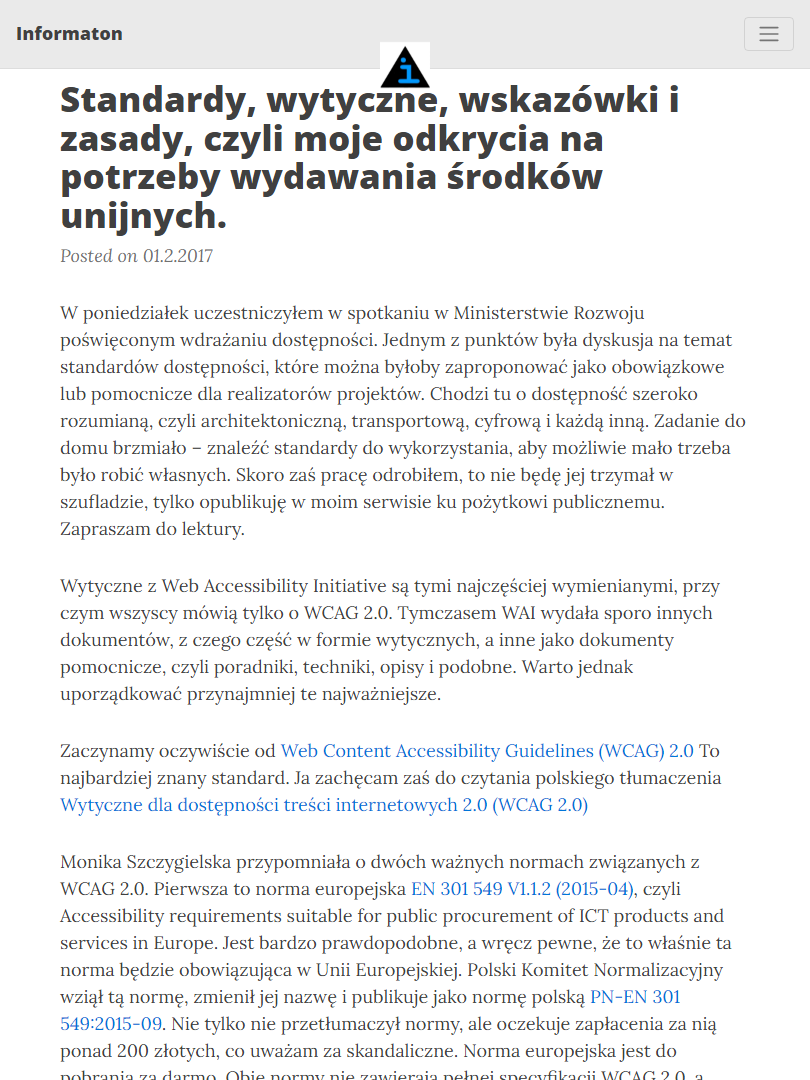 Informaton
Standardy, wytyczne, wskazówki i
zasady, czyli moje odkrycia na
potrzeby wydawania środków
unijnych.
Posted on 01.2.2017
W poniedziałek uczestniczyłem w spotkaniu w Ministerstwie Rozwoju
poświęconym wdrażaniu dostępności. Jednym z punktów była dyskusja na temat
standardów dostępności, które można byłoby zaproponować jako obowiązkowe
lub pomocnicze dla realizatorów projektów. Chodzi tu o dostępność szeroko
rozumianą, czyli architektoniczną, transportową, cyfrową i każdą inną. Zadanie do
domu brzmiało – znaleźć standardy do wykorzystania, aby możliwie mało trzeba
było robić własnych. Skoro zaś pracę odrobiłem, to nie będę jej trzymał w
szufladzie, tylko opublikuję w moim serwisie ku pożytkowi publicznemu.
Zapraszam do lektury.
Wytyczne z Web Accessibility Initiative są tymi najczęściej wymienianymi, przy
czym wszyscy mówią tylko o WCAG 2.0. Tymczasem WAI wydała sporo innych
dokumentów, z czego część w formie wytycznych, a inne jako dokumenty
pomocnicze, czyli poradniki, techniki, opisy i podobne. Warto jednak
uporządkować przynajmniej te najważniejsze.
Zaczynamy oczywiście od Web Content Accessibility Guidelines (WCAG) 2.0 To
najbardziej znany standard. Ja zachęcam zaś do czytania polskiego tłumaczenia
Wytyczne dla dostępności treści internetowych 2.0 (WCAG 2.0)
Monika Szczygielska przypomniała o dwóch ważnych normach związanych z
WCAG 2.0. Pierwsza to norma europejska EN 301 549 V1.1.2 (2015-04), czyli
Accessibility requirements suitable for public procurement of ICT products and
services in Europe. Jest bardzo prawdopodobne, a wręcz pewne, że to właśnie ta
norma będzie obowiązująca w Unii Europejskiej. Polski Komitet Normalizacyjny
wziął tą normę, zmienił jej nazwę i publikuje jako normę polską PN-EN 301
549:2015-09. Nie tylko nie przetłumaczył normy, ale oczekuje zapłacenia za nią
ponad 200 złotych, co uważam za skandaliczne. Norma europejska jest do
pobrania za darmo. Obie normy nie zawierają pełnej specyfikacji WCAG 2.0, a